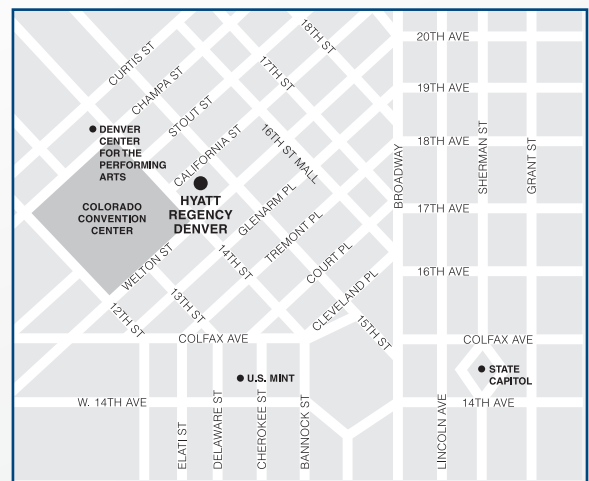 18TH ST
20TH AVE
CURTIS ST
17TH ST
CHAMPA ST
19TH AVE
STOUT ST
DENVER
CENTER
FOR THE
PERFORMING
ARTS
CALIFORNIA ST
16TH ST MALL
18TH AVE
BROADWAY
SHERMAN ST
GRANT ST
HYATT
REGENCY
DENVER
COLORADO
CONVENTION
CENTER
GLENARM PL
17TH AVE
TREMONT PL
WELTON ST
14TH ST
COURT PL
16TH AVE
CLEVELAND PL
12TH ST
13TH ST
15TH ST
COLFAX AVE
COLFAX AVE
U.S. MINT
STATE
CAPITOL
W. 14TH AVE
14TH AVE
ELATI ST
DELAWARE ST
CHEROKEE ST
BANNOCK ST
LINCOLN AVE